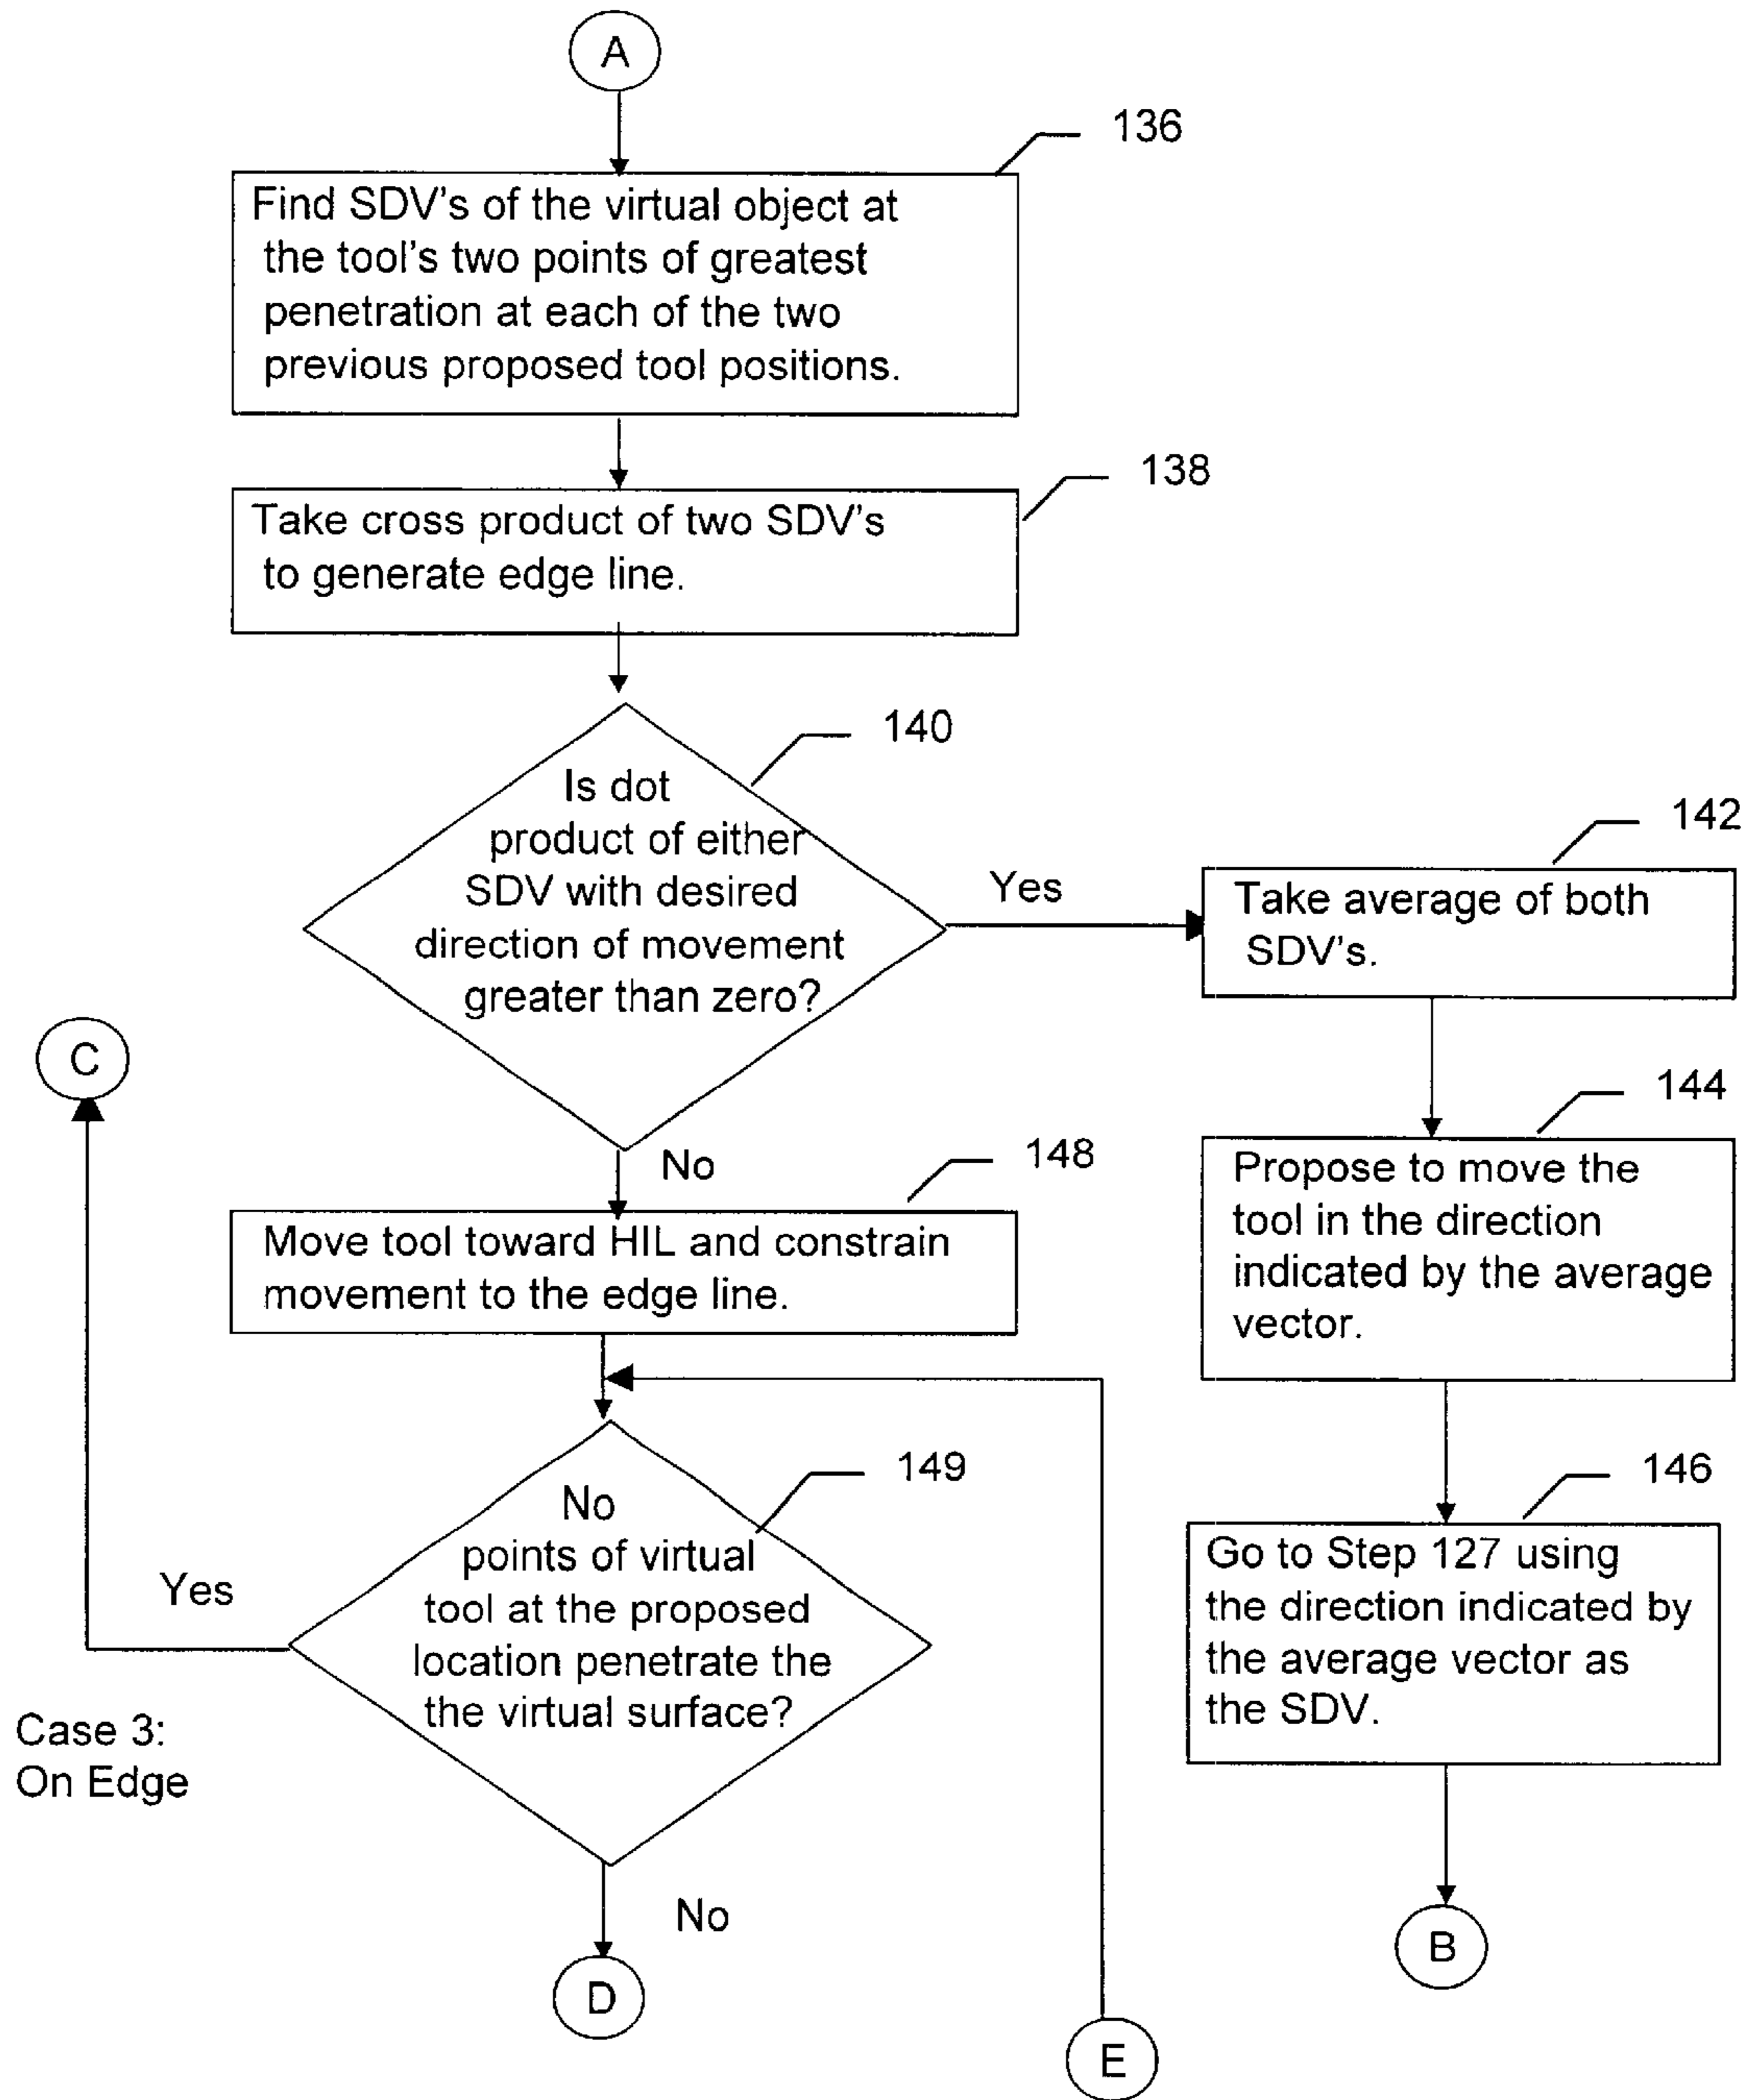 A
136
Find SDV's of the virtual object at
the tool's two points of greatest
penetration at each of the two
previous proposed tool positions.
138
Take cross product of two SDV's
to generate edge line.
140
Is dot
product of either
SDV with desired
direction of movement
greater than zero?
Yes
142
Take average of both
SDV's.
C
144
Propose to move the
tool in the direction
indicated by the average
vector.
No
148
Move tool toward HIL and constrain
movement to the edge line.
149
No
points of virtual
tool at the proposed
location penetrate the
the virtual surface?
Yes
Case 3:
On Edge
146
Go to Step 127 using
the direction indicated by
the average vector as
the SDV.
No
B
D
E